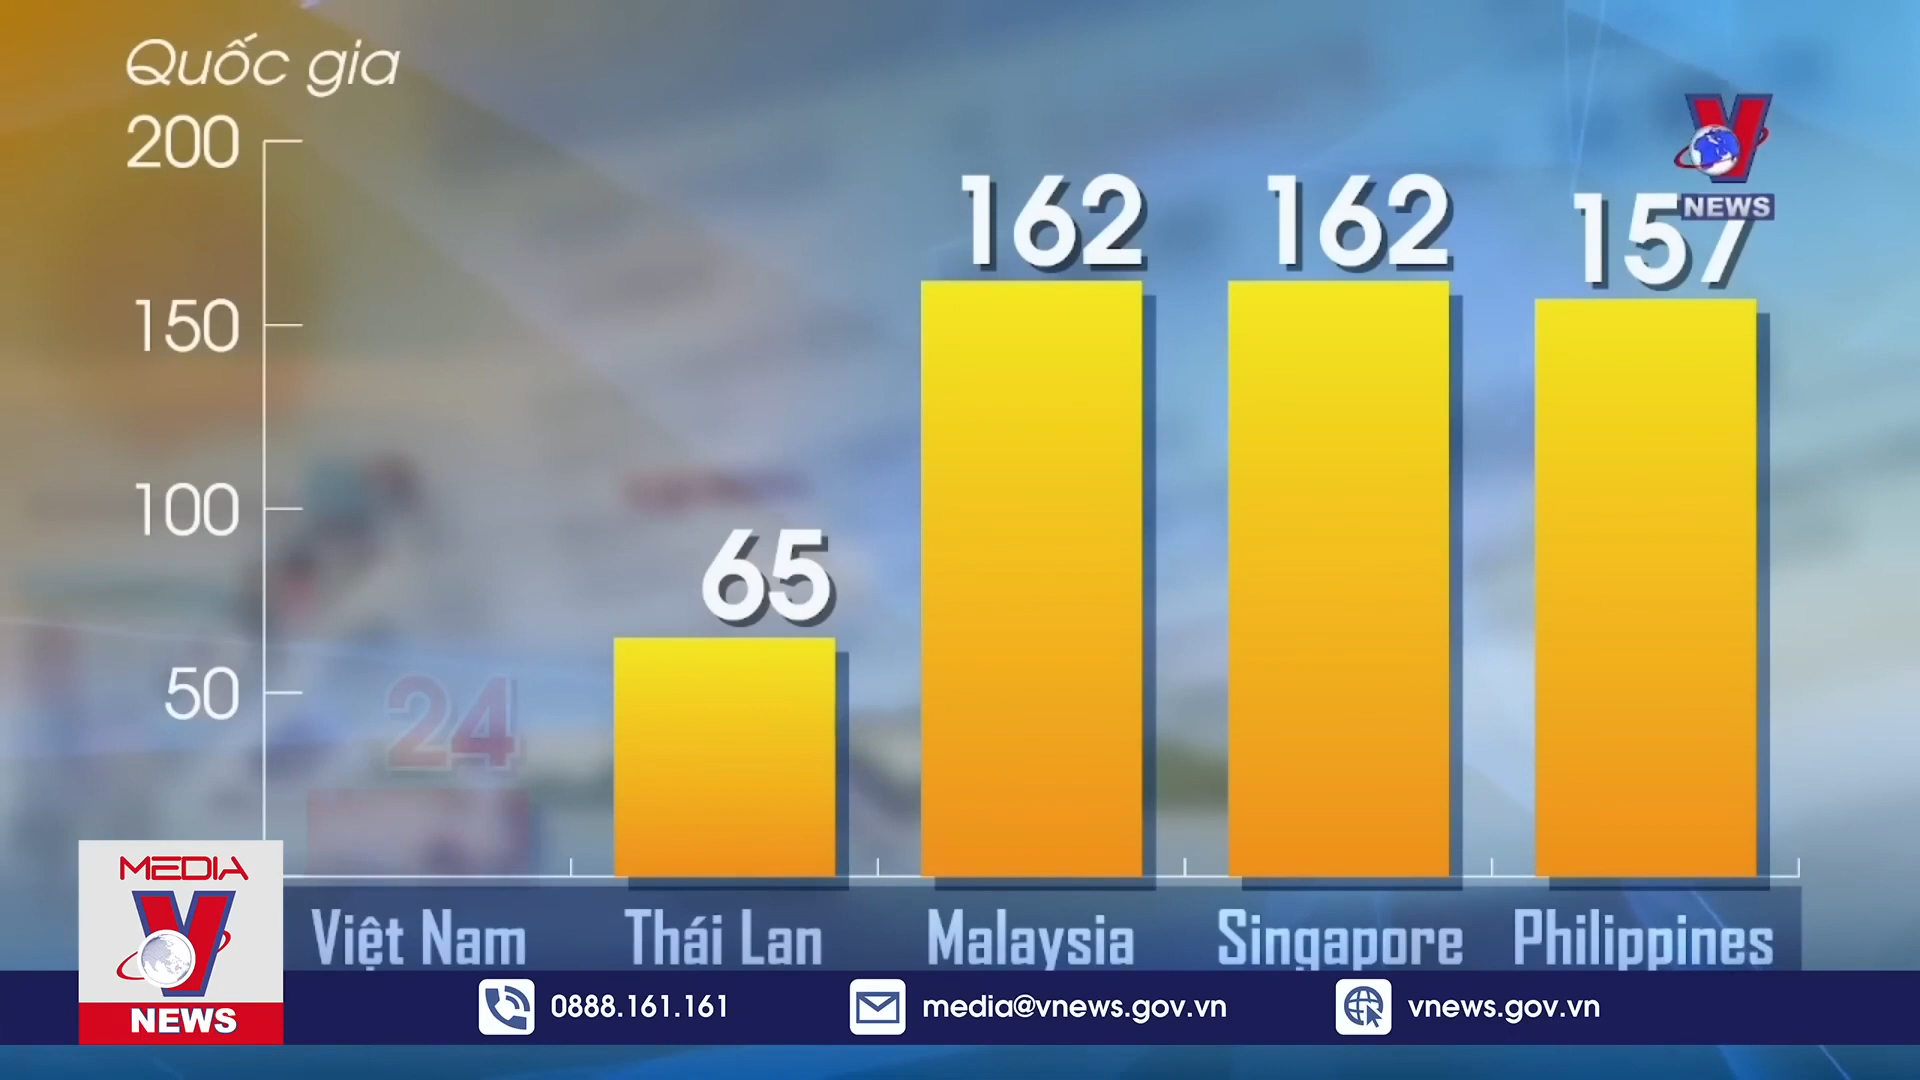 Quốc gia
200
150
100
50
24
65
162
162
157
NEWS
Việt Nam
Thái Lan
Malaysia
Singapore
Philippines
MEDIA
V
NEWS
0888.161.161
media@vnews.gov.vn
vnews.gov.vn